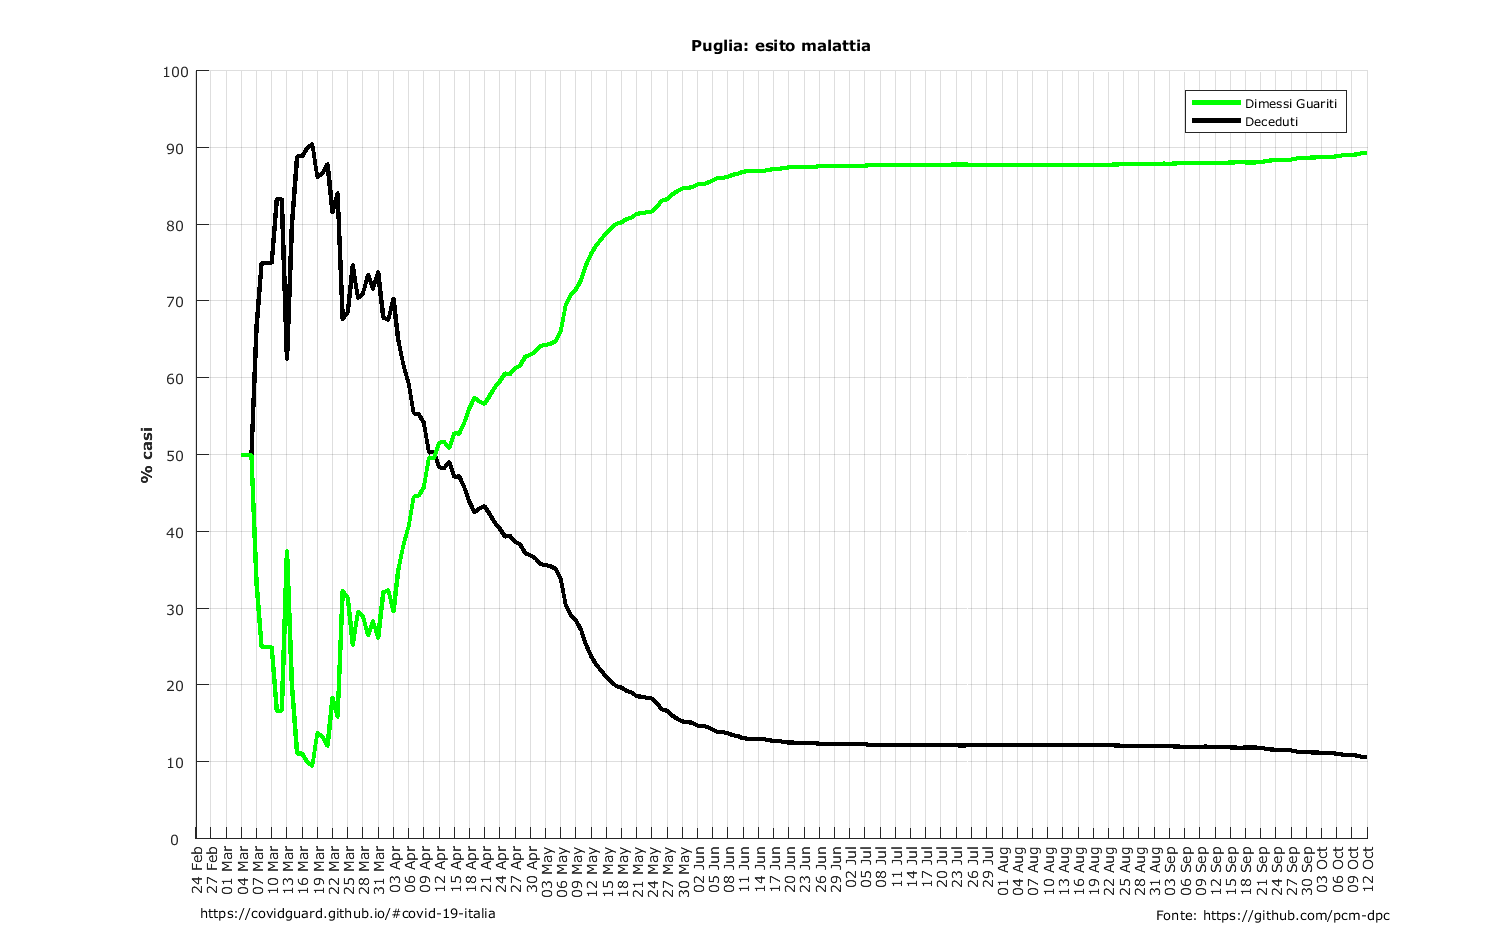 Puglia: esito malattia
100
90
80
70
60
50
40
30
20
10
0
% casi
Dimessi Guariti
Deceduti
24 Feb
27 Feb
01 Mar
04 Mar
07 Mar
10 Mar
13 Mar
16 Mar
19 Mar
22 Mar
25 Mar
28 Mar
31 Mar
03 Apr
06 Apr
09 Apr
12 Apr
15 Apr
18 Apr
21 Apr
24 Apr
27 Apr
30 Apr
03 May
06 May
09 May
12 May
15 May
18 May
21 May
24 May
27 May
30 May
02 Jun
05 Jun
08 Jun
11 Jun
14 Jun
17 Jun
20 Jun
23 Jun
26 Jun
29 Jun
02 Jul
05 Jul
08 Jul
11 Jul
14 Jul
17 Jul
20 Jul
23 Jul
26 Jul
29 Jul
01 Aug
04 Aug
07 Aug
10 Aug
13 Aug
16 Aug
19 Aug
22 Aug
25 Aug
28 Aug
31 Aug
03 Sep
06 Sep
09 Sep
12 Sep
15 Sep
18 Sep
21 Sep
24 Sep
27 Sep
30 Sep
03 Oct
06 Oct
09 Oct
12 Oct
https://covidguard.github.io/#covid-19-italia
Fonte: https://github.com/pcm-dpc